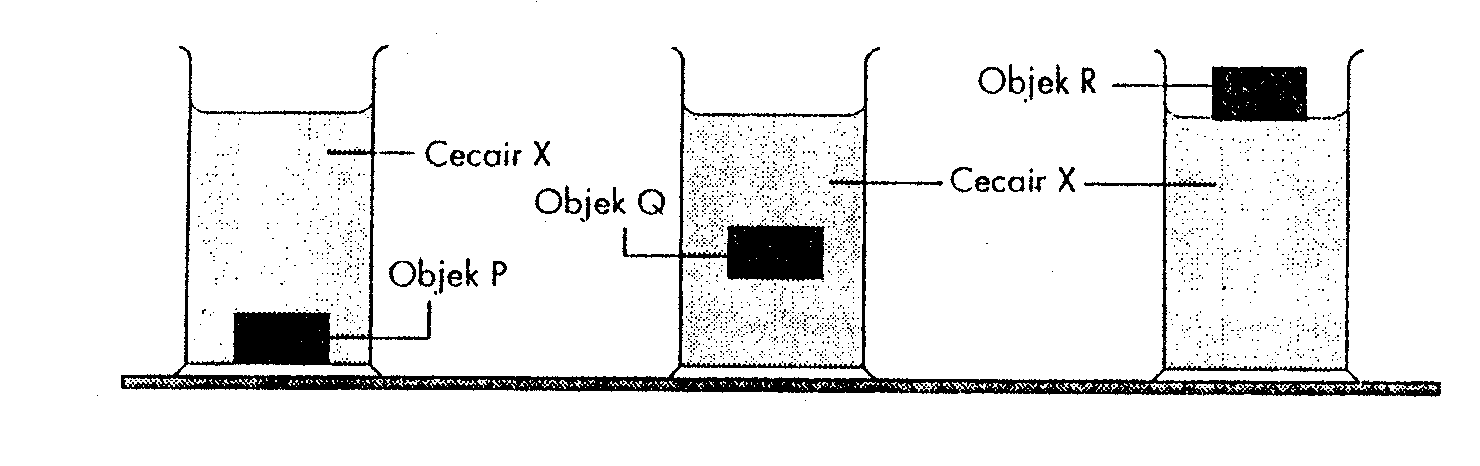 Objek R
Cecair X
Cecair X
Objek Q
Objek P